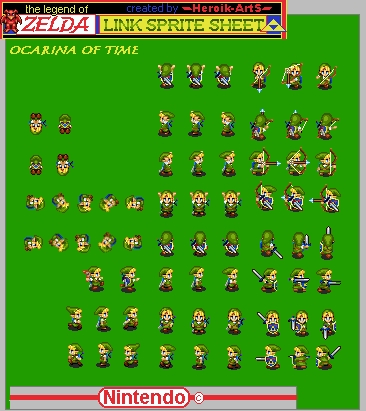 the legend of created by Heroik-ArtS
ZELDA LINK SPRITE SHEET
OCARINA OF TIME
Nintendo ©